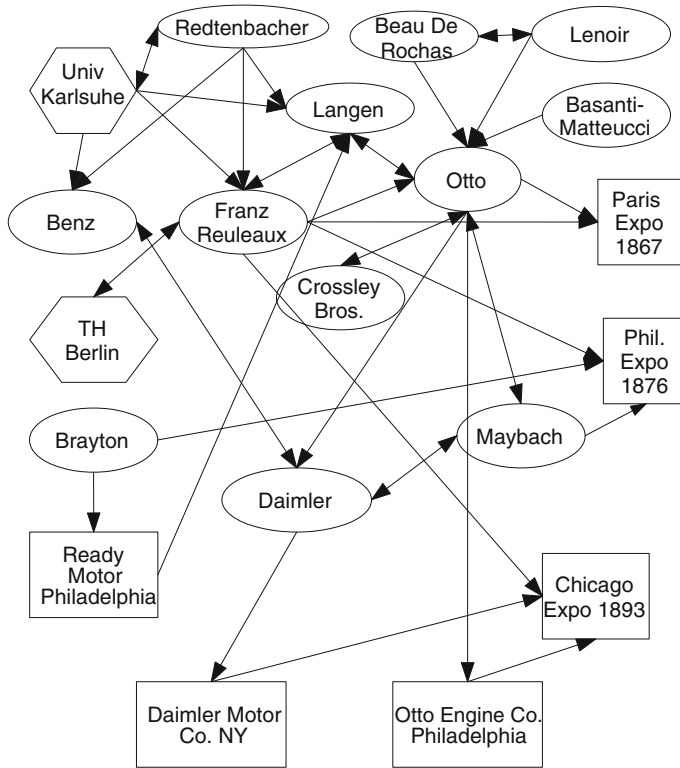 Redtenbacher
Beau De
Rochas
Lenoir
Univ
Karlsuhe
Langen
Basanti-
Matteucci
Otto
Benz
Franz
Reuleaux
Paris
Expo
1867
Crossley
Bros.
TH
Berlin
Phil.
Expo
1876
Brayton
Maybach
Daimler
Ready
Motor
Philadelphia
Chicago
Expo 1893
Daimler Motor
Co. NY
Otto Engine Co.
Philadelphia